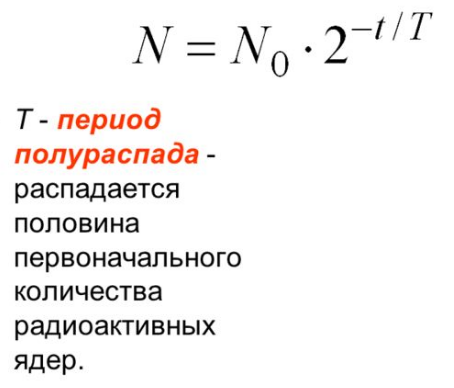 N = N₀ · 2^{-t/T}
T - период
полураспада -
распадается
половина
первоначального
количества
радиоактивных
ядер.